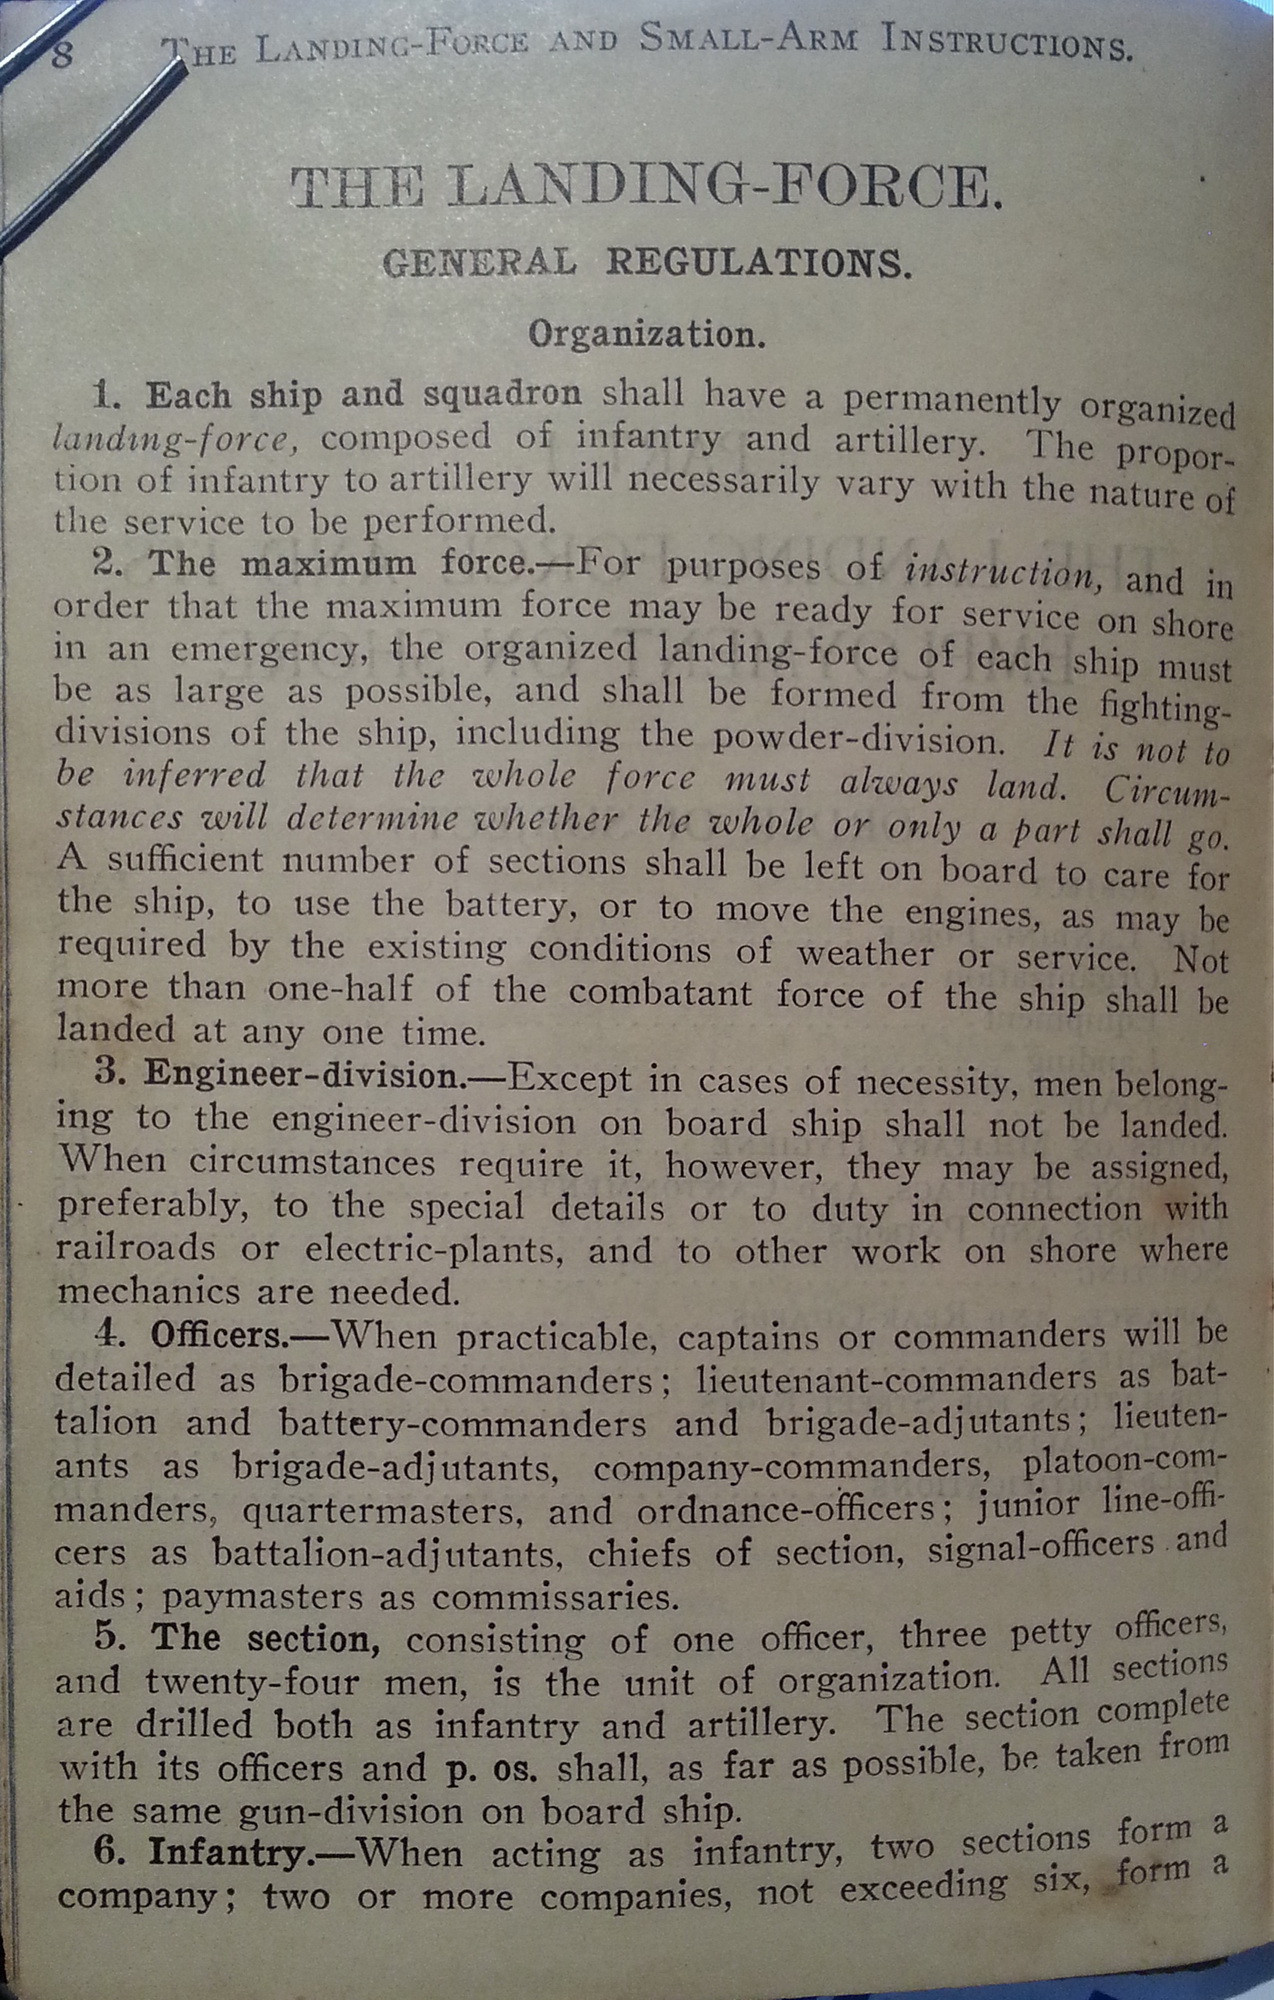 8 The Landing-Force and Small-Arm Instructions.
THE LANDING-FORCE.
GENERAL REGULATIONS.
Organization.
1. Each ship and squadron shall have a permanently organized
landing-force, composed of infantry and artillery. The propor-
tion of infantry to artillery will necessarily vary with the nature of
the service to be performed.
2. The maximum force.—For purposes of instruction, and in
order that the maximum force may be ready for service on shore
in an emergency, the organized landing-force of each ship must
be as large as possible, and shall be formed from the fighting-
divisions of the ship, including the powder-division. It is not to
be inferred that the whole force must always land. Circum-
stances will determine whether the whole or only a part shall go.
A sufficient number of sections shall be left on board to care for
the ship, to use the battery, or to move the engines, as may be
required by the existing conditions of weather or service. Not
more than one-half of the combatant force of the ship shall be
landed at any one time.
3. Engineer-division.—Except in cases of necessity, men belong-
ing to the engineer-division on board ship shall not be landed.
When circumstances require it, however, they may be assigned,
preferably, to the special details or to duty in connection with
railroads or electric-plants, and to other work on shore where
mechanics are needed.
4. Officers.—When practicable, captains or commanders will be
detailed as brigade-commanders; lieutenant-commanders as bat-
talion and battery-commanders and brigade-adjutants; lieuten-
ants as brigade-adjutants, company-commanders, platoon-com-
manders, quartermasters, and ordnance-officers; junior line-offi-
cers as battalion-adjutants, chiefs of section, signal-officers and
aids; paymasters as commissaries.
5. The section, consisting of one officer, three petty officers,
and twenty-four men, is the unit of organization. All sections
are drilled both as infantry and artillery. The section complete
with its officers and p. os. shall, as far as possible, be taken from
the same gun-division on board ship.
6. Infantry.—When acting as infantry, two sections form a
company; two or more companies, not exceeding six, form a